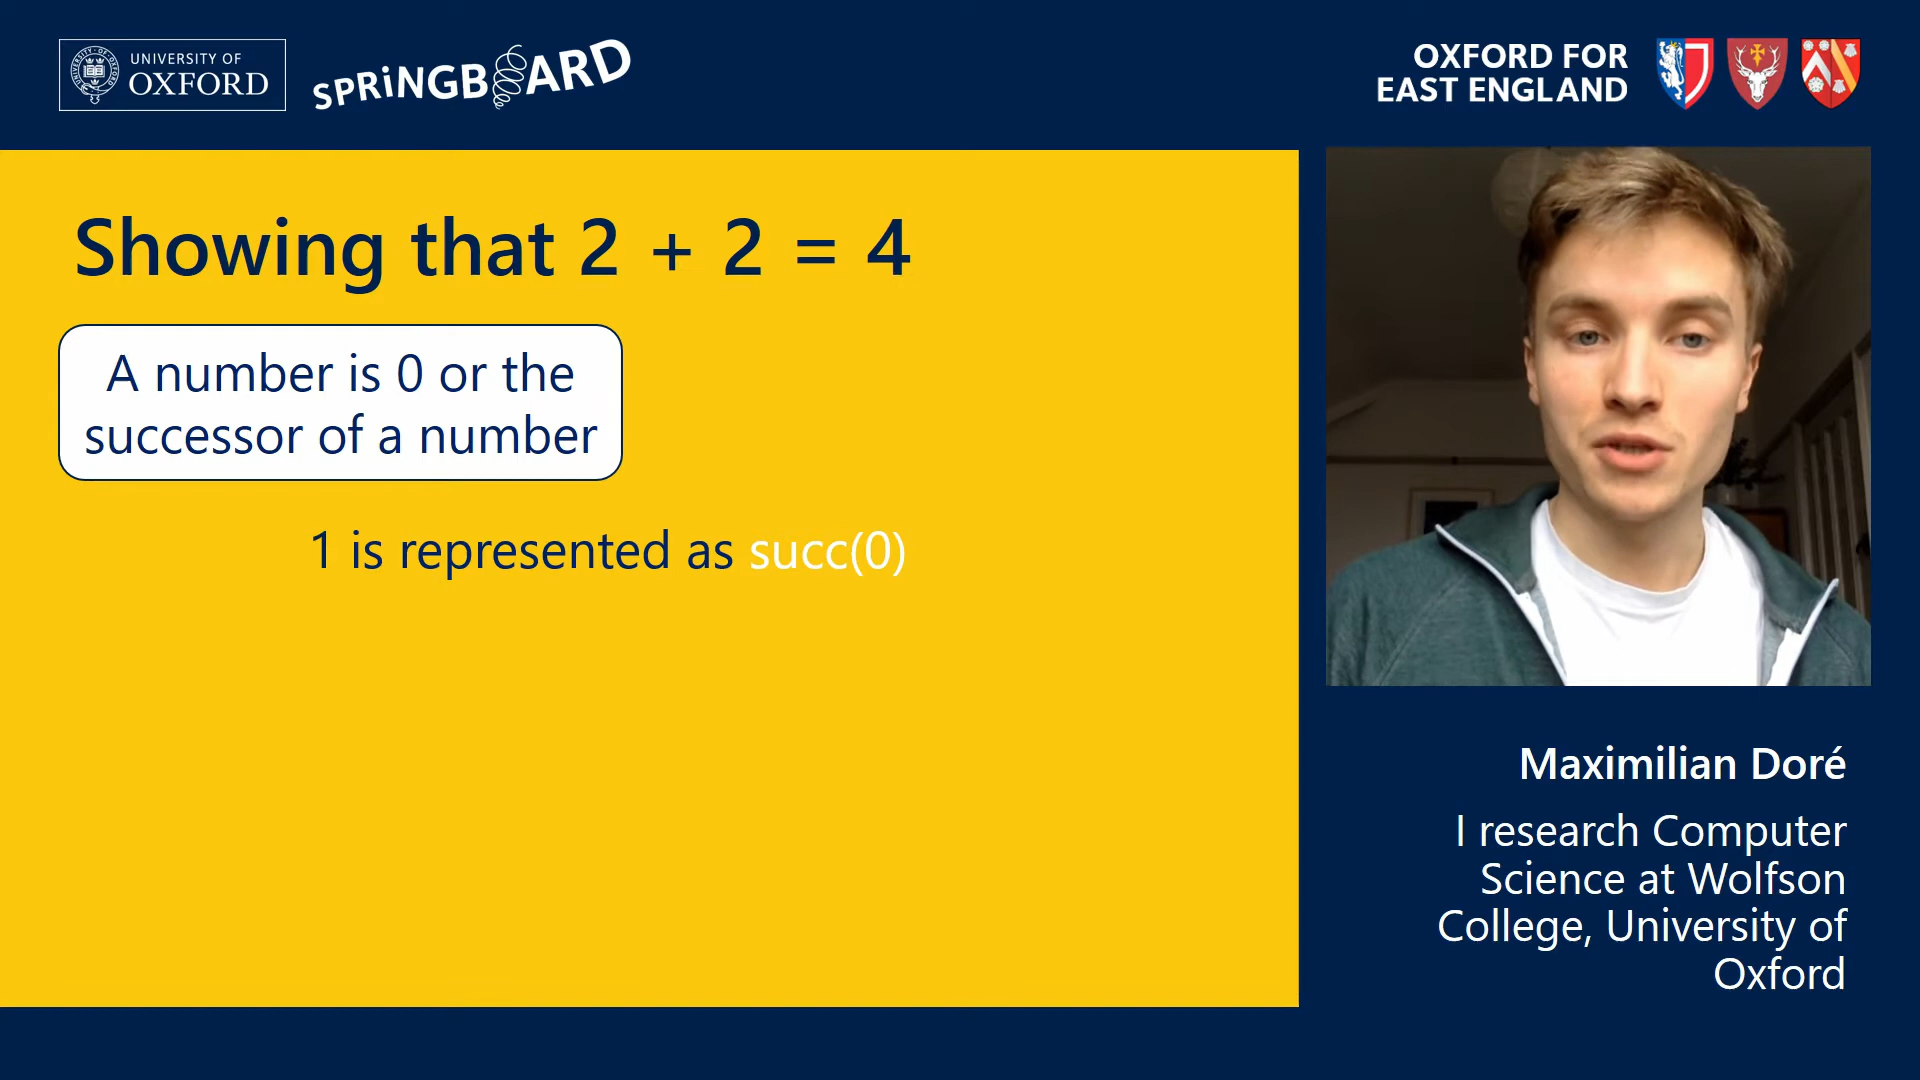 UNIVERSITY OF
OXFORD
SPRiNGBOARD
OXFORD FOR
EAST ENGLAND
Showing that 2 + 2 = 4
A number is 0 or the
successor of a number
1 is represented as succ(0)
Maximilian Doré
I research Computer
Science at Wolfson
College, University of
Oxford